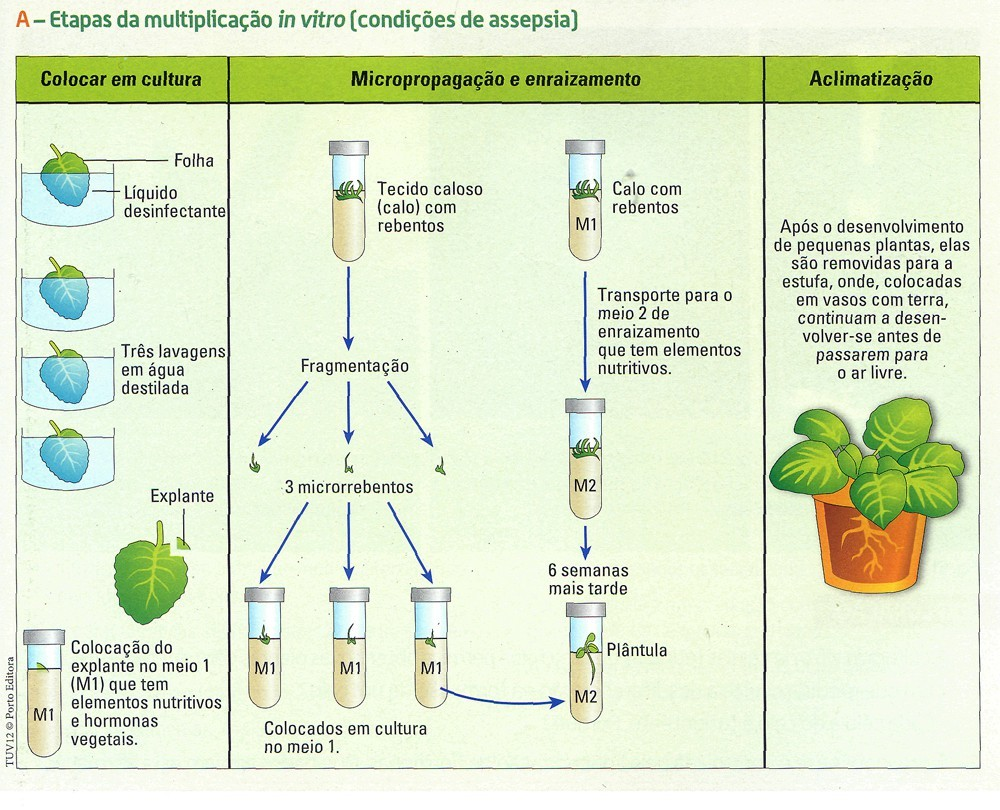 A – Etapas da multiplicação in vitro (condições de assepsia)
Colocar em cultura
Folha
Líquido
desinfectante
Três lavagens
em água
destilada
Explante
Colocação do
explante no meio 1
(M1) que tem
elementos nutritivos
e hormonas
vegetais.
M1
Micropropagação e enraizamento
Tecido caloso
(calo) com
rebentos
Fragmentação
3 microrrebentos
M1
M1
M1
Colocados em cultura
no meio 1.
Calo com
rebentos
M1
Transporte para o
meio 2 de
enraizamento
que tem elementos
nutritivos.
M2
6 semanas
mais tarde
Plântula
M2
Aclimatização
Após o desenvolvimento
de pequenas plantas, elas
são removidas para a
estufa, onde, colocadas
em vasos com terra,
continuam a desen-
volver-se antes de
passarem para
o ar livre.
TUV12 © Porto Editora